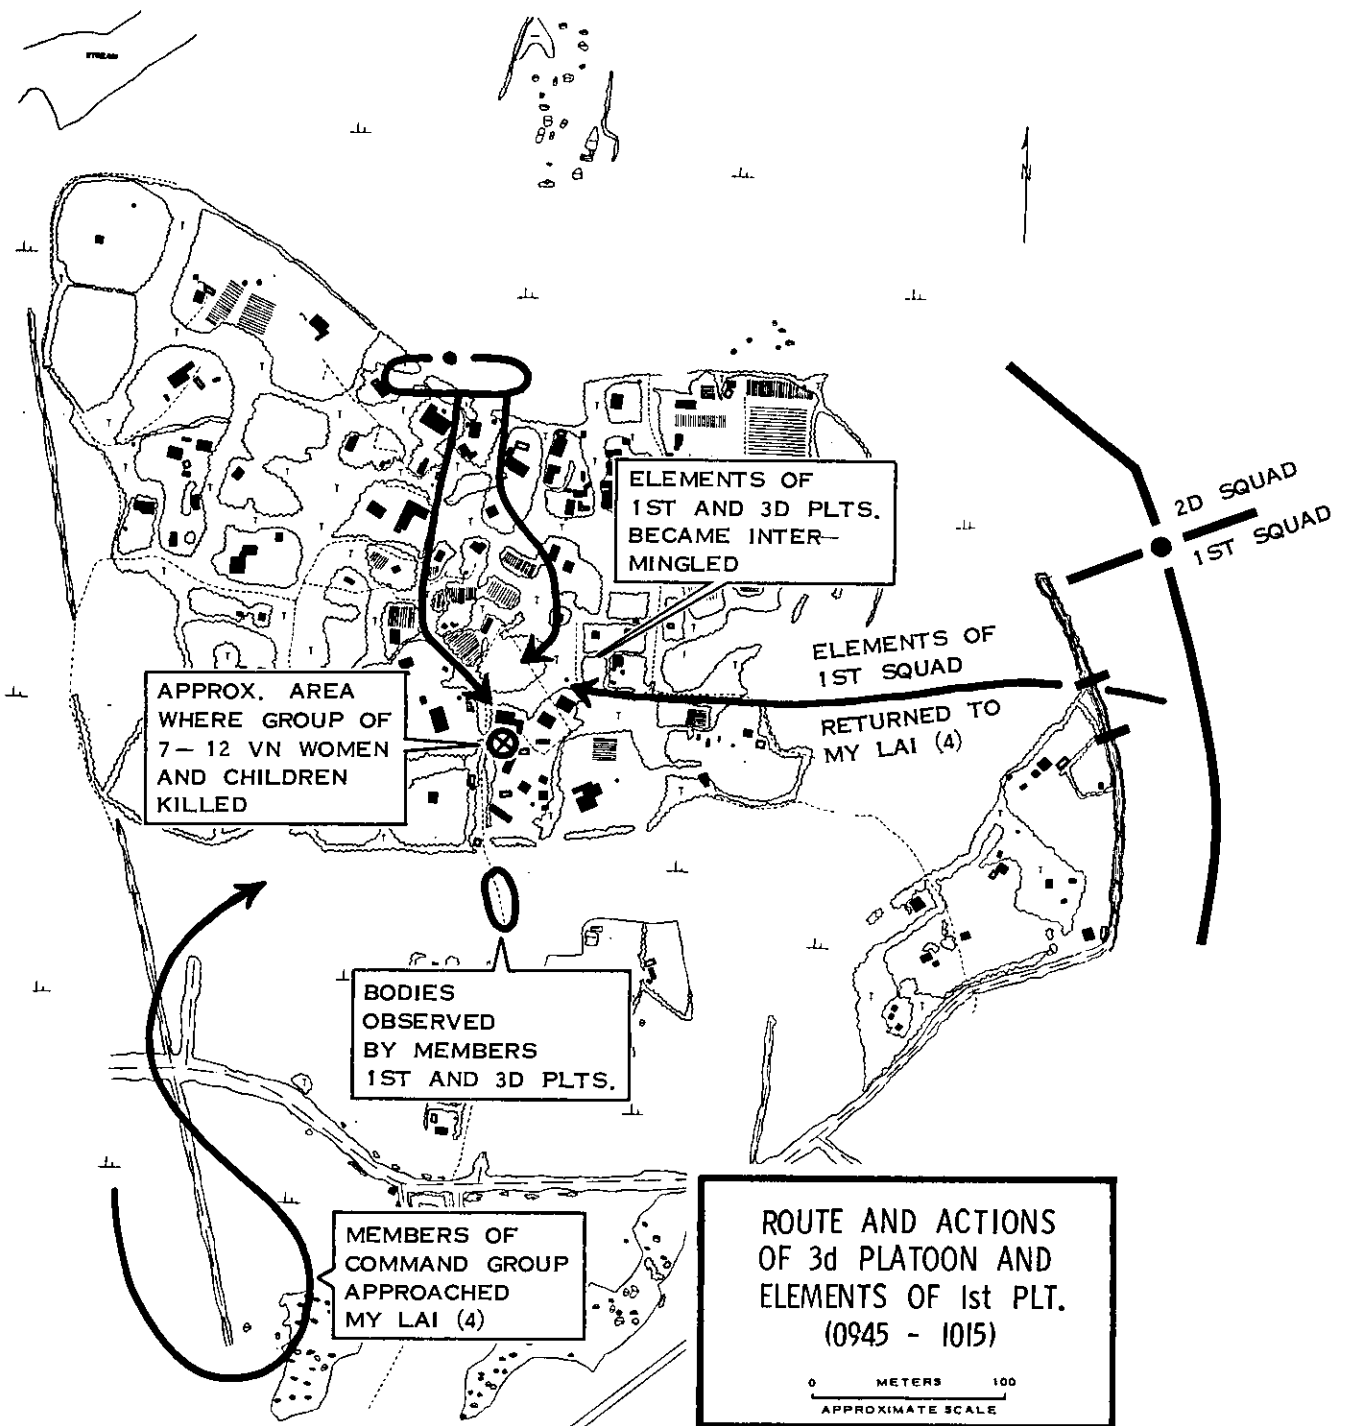 STREAM
N
ELEMENTS OF
1ST AND 3D PLTS.
BECAME INTER-
MINGLED
2D SQUAD
1ST SQUAD
ELEMENTS OF
1ST SQUAD
RETURNED TO
MY LAI (4)
APPROX. AREA
WHERE GROUP OF
7-12 VN WOMEN
AND CHILDREN
KILLED
BODIES
OBSERVED
BY MEMBERS
1ST AND 3D PLTS.
MEMBERS OF
COMMAND GROUP
APPROACHED
MY LAI (4)
ROUTE AND ACTIONS
OF 3d PLATOON AND
ELEMENTS OF 1st PLT.
(0945 - 1015)
0 METERS 100
APPROXIMATE SCALE